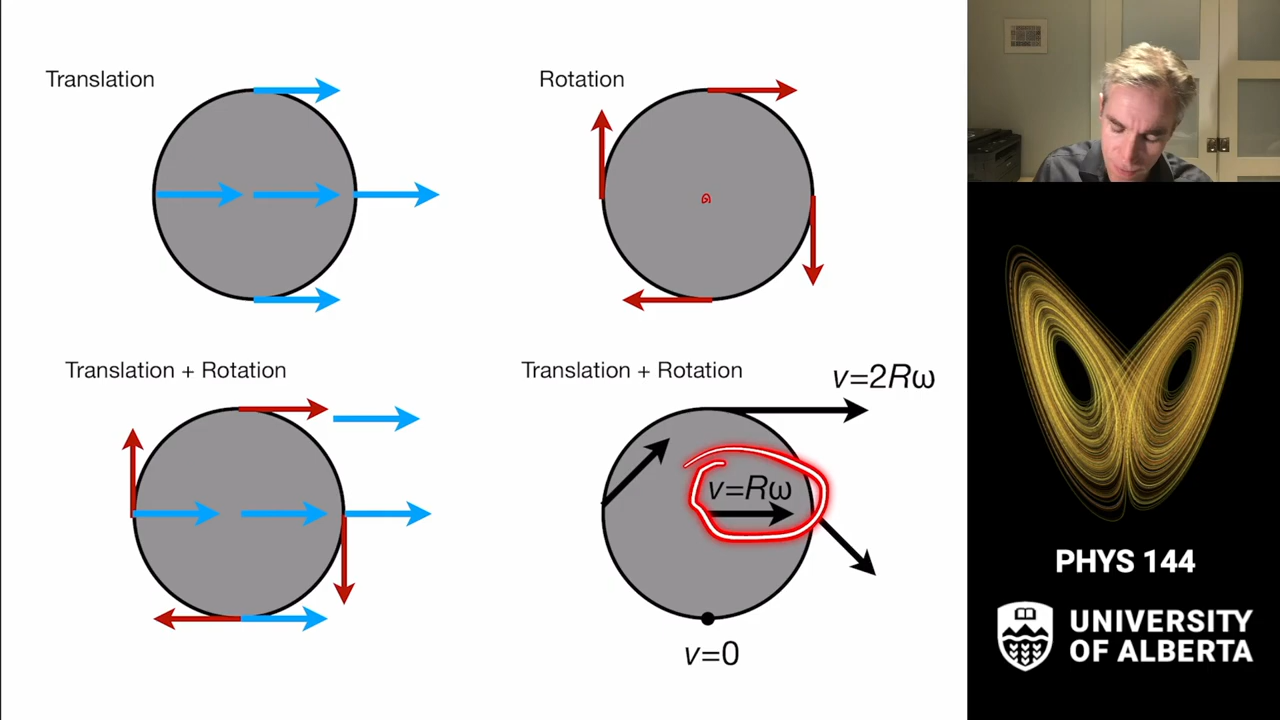 Translation
Rotation
Translation + Rotation
Translation + Rotation
v=2Rω
v=Rω
v=0
PHYS 144
UNIVERSITY
OF ALBERTA